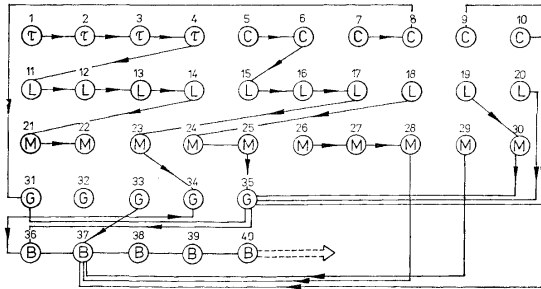 1 2 3 4 5 6 7 8 9 10
τ τ τ τ C C C C C C
11 12 13 14 15 16 17 18 19 20
L L L L L L L L L L
21 22 23 24 25 26 27 28 29 30
M M M M M M M M M M
31 32 33 34 35
G G G G G
36 37 38 39 40
B B B B B